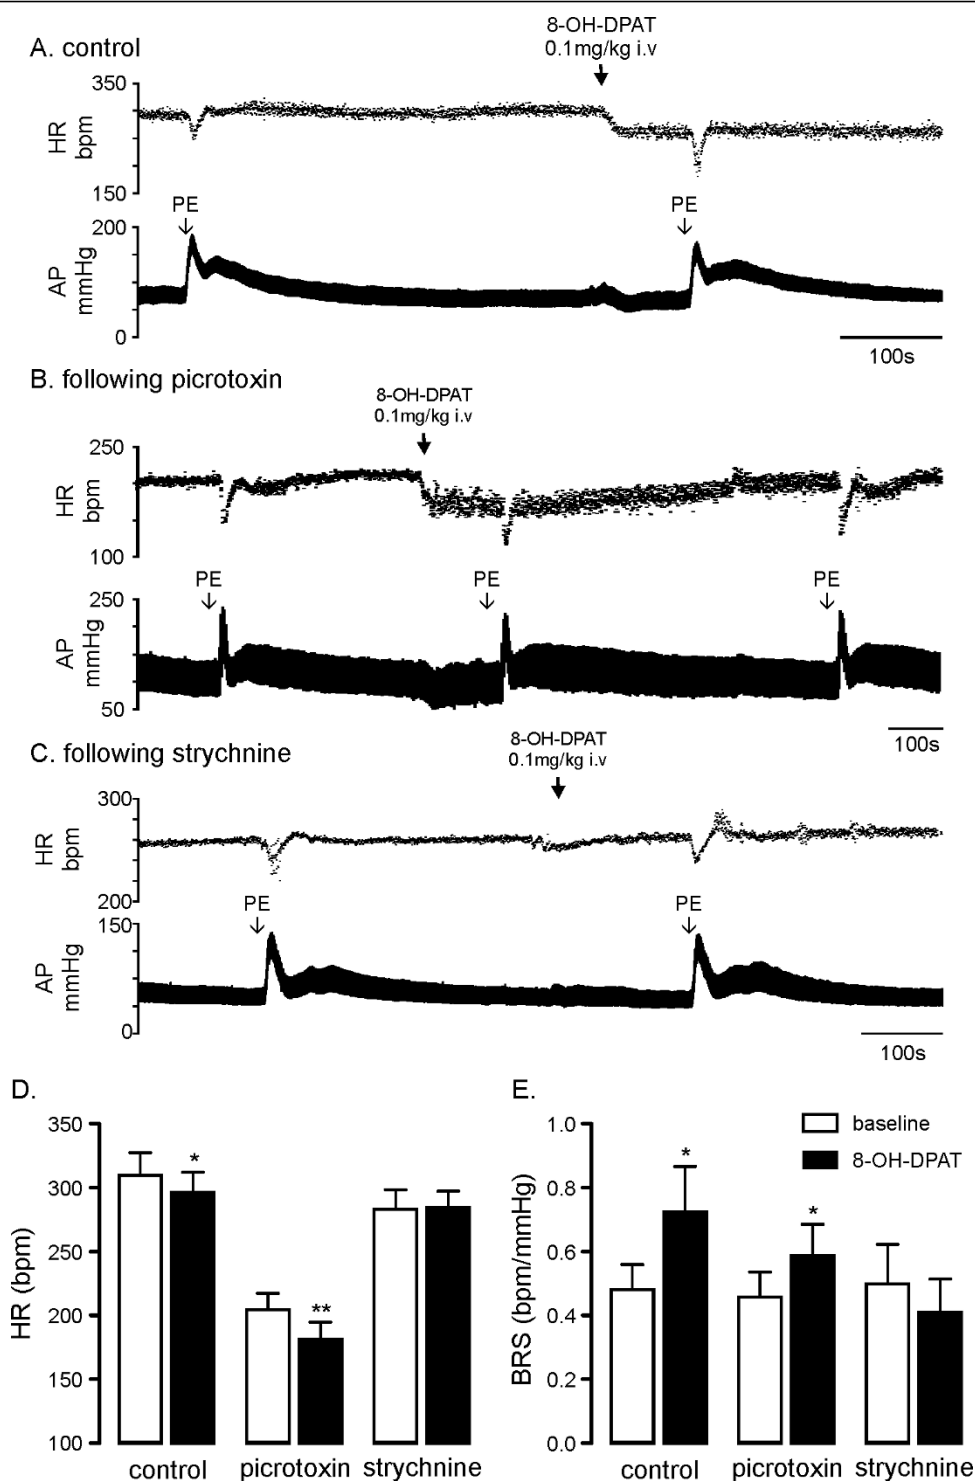 A. control
8-OH-DPAT
0.1mg/kg i.v
350
HR
bpm
150
PE
PE
200
AP
mmHg
0
100s
B. following picrotoxin
8-OH-DPAT
0.1mg/kg i.v
250
HR
bpm
100
PE
PE
PE
250
AP
mmHg
50
100s
C. following strychnine
8-OH-DPAT
0.1mg/kg i.v
300
HR
bpm
200
PE
PE
150
AP
mmHg
0
100s
D.
350
300
250
200
150
100
HR (bpm)
*
**
control
picrotoxin
strychnine
E.
1.0
0.8
0.6
0.4
0.2
0.0
BRS (bpm/mmHg)
baseline
8-OH-DPAT
*
*
control
picrotoxin
strychnine